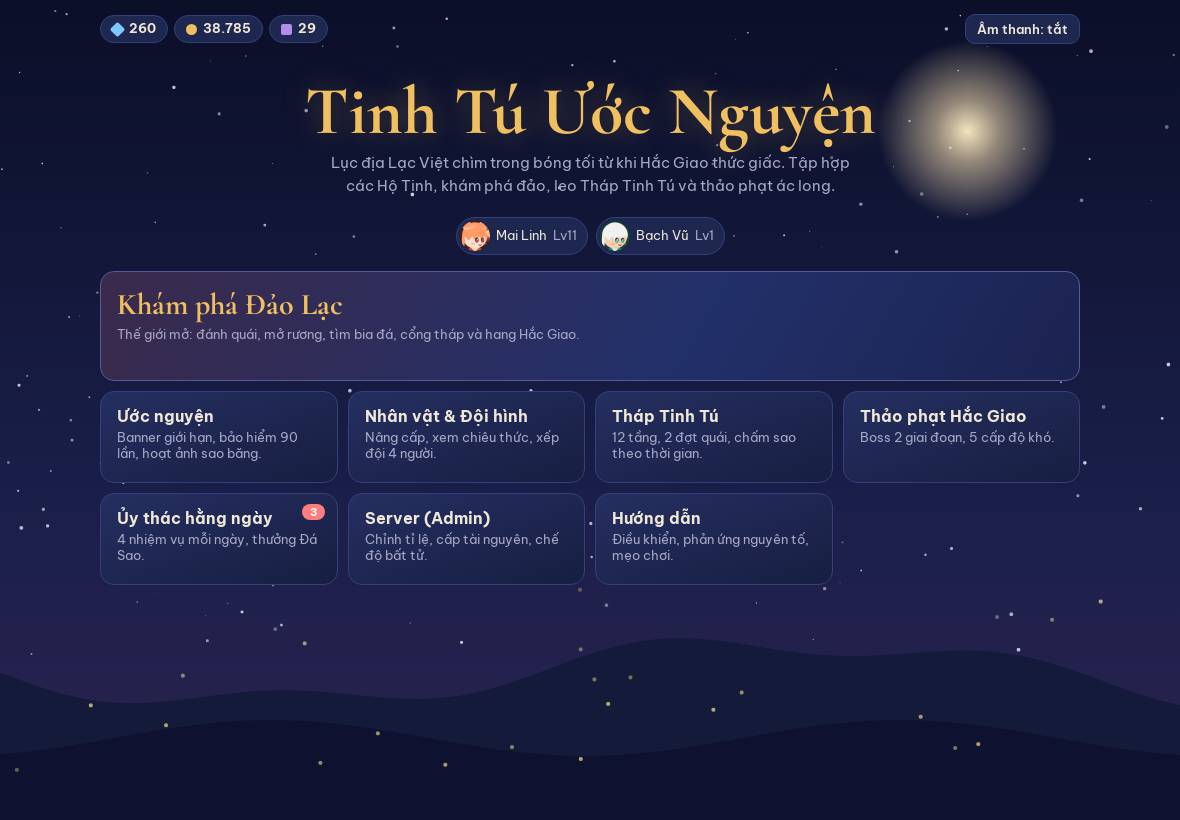 260 38.785 29 Âm thanh: tắt
Tinh Tú Ước Nguyện
Lục địa Lạc Việt chìm trong bóng tối từ khi Hắc Giao thức giấc. Tập hợp
các Hộ Tinh, khám phá đảo, leo Tháp Tinh Tú và thảo phạt ác long.
Mai Linh Lv11 Bạch Vũ Lv1
Khám phá Đảo Lạc
Thế giới mở: đánh quái, mở rương, tìm bia đá, cổng tháp và hang Hắc Giao.
Ước nguyện
Banner giới hạn, bảo hiểm 90
lần, hoạt ảnh sao băng.
Nhân vật & Đội hình
Nâng cấp, xem chiêu thức, xếp
đội 4 người.
Tháp Tinh Tú
12 tầng, 2 đợt quái, chấm sao
theo thời gian.
Thảo phạt Hắc Giao
Boss 2 giai đoạn, 5 cấp độ khó.
Ủy thác hằng ngày 3
4 nhiệm vụ mỗi ngày, thưởng Đá
Sao.
Server (Admin)
Chỉnh tỉ lệ, cấp tài nguyên, chế
độ bất tử.
Hướng dẫn
Điều khiển, phản ứng nguyên tố,
mẹo chơi.